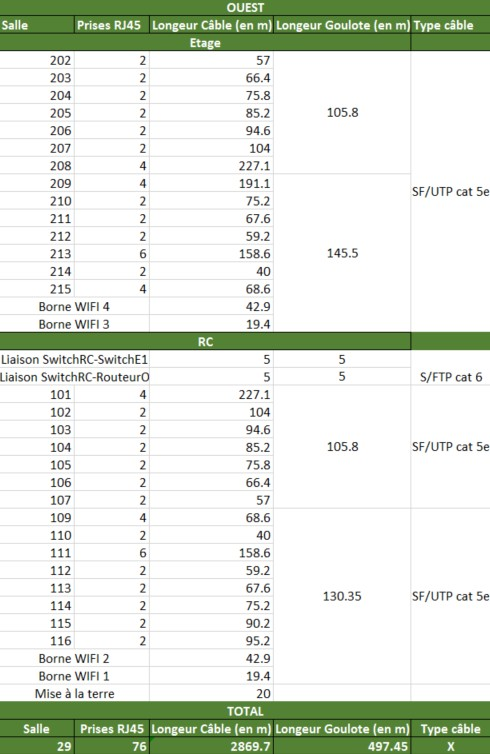 OUEST
Salle Prises RJ45 Longeur Câble (en m) Longeur Goulote (en m) Type câble
Etage
202 2 57
203 2 66.4
204 2 75.8
205 2 85.2 105.8
206 2 94.6
207 2 104
208 4 227.1
209 4 191.1 SF/UTP cat 5e
210 2 75.2
211 2 67.6
212 2 59.2
213 6 158.6 145.5
214 2 40
215 4 68.6
Borne WIFI 4 42.9
Borne WIFI 3 19.4
RC
Liaison SwitchRC-SwitchE1 5 5
Liaison SwitchRC-RouteurO 5 5 S/FTP cat 6
101 4 227.1
102 2 104
103 2 94.6
104 2 85.2 105.8 SF/UTP cat 5e
105 2 75.8
106 2 66.4
107 2 57
109 4 68.6
110 2 40
111 6 158.6
112 2 59.2
113 2 67.6 130.35 SF/UTP cat 5e
114 2 75.2
115 2 90.2
116 2 95.2
Borne WIFI 2 42.9
Borne WIFI 1 19.4
Mise à la terre 20
TOTAL
Salle Prises RJ45 Longeur Câble (en m) Longeur Goulote (en m) Type câble
29 76 2869.7 497.45 X